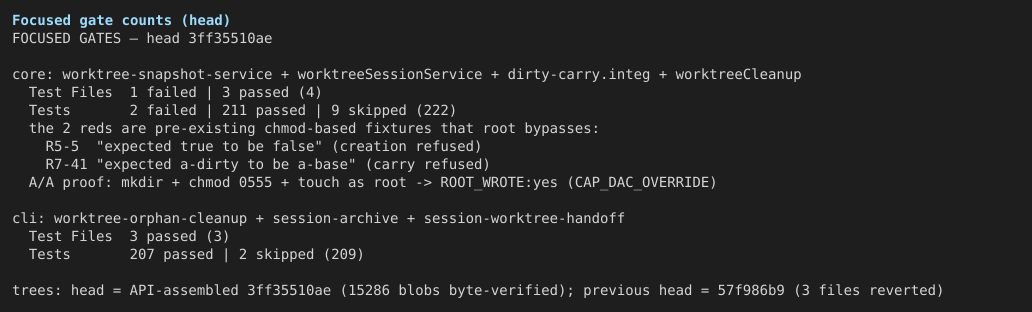 Focused gate counts (head)
FOCUSED GATES — head 3ff35510ae
core: worktree-snapshot-service + worktreeSessionService + dirty-carry.integ + worktreeCleanup
Test Files  1 failed | 3 passed (4)
Tests       2 failed | 211 passed | 9 skipped (222)
the 2 reds are pre-existing chmod-based fixtures that root bypasses:
R5-5  "expected true to be false" (creation refused)
R7-41 "expected a-dirty to be a-base" (carry refused)
A/A proof: mkdir + chmod 0555 + touch as root -> ROOT_WROTE:yes (CAP_DAC_OVERRIDE)
cli: worktree-orphan-cleanup + session-archive + session-worktree-handoff
Test Files  3 passed (3)
Tests       207 passed | 2 skipped (209)
trees: head = API-assembled 3ff35510ae (15286 blobs byte-verified); previous head = 57f986b9 (3 files reverted)